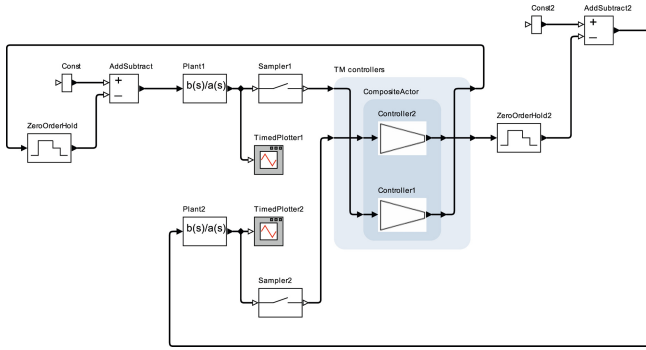 Const2
AddSubtract2
+
−
Const
AddSubtract
+
−
Plant1
b(s)/a(s)
Sampler1
TM controllers
CompositeActor
Controller2
ZeroOrderHold
ZeroOrderHold2
TimedPlotter1
Controller1
Plant2
b(s)/a(s)
TimedPlotter2
Sampler2